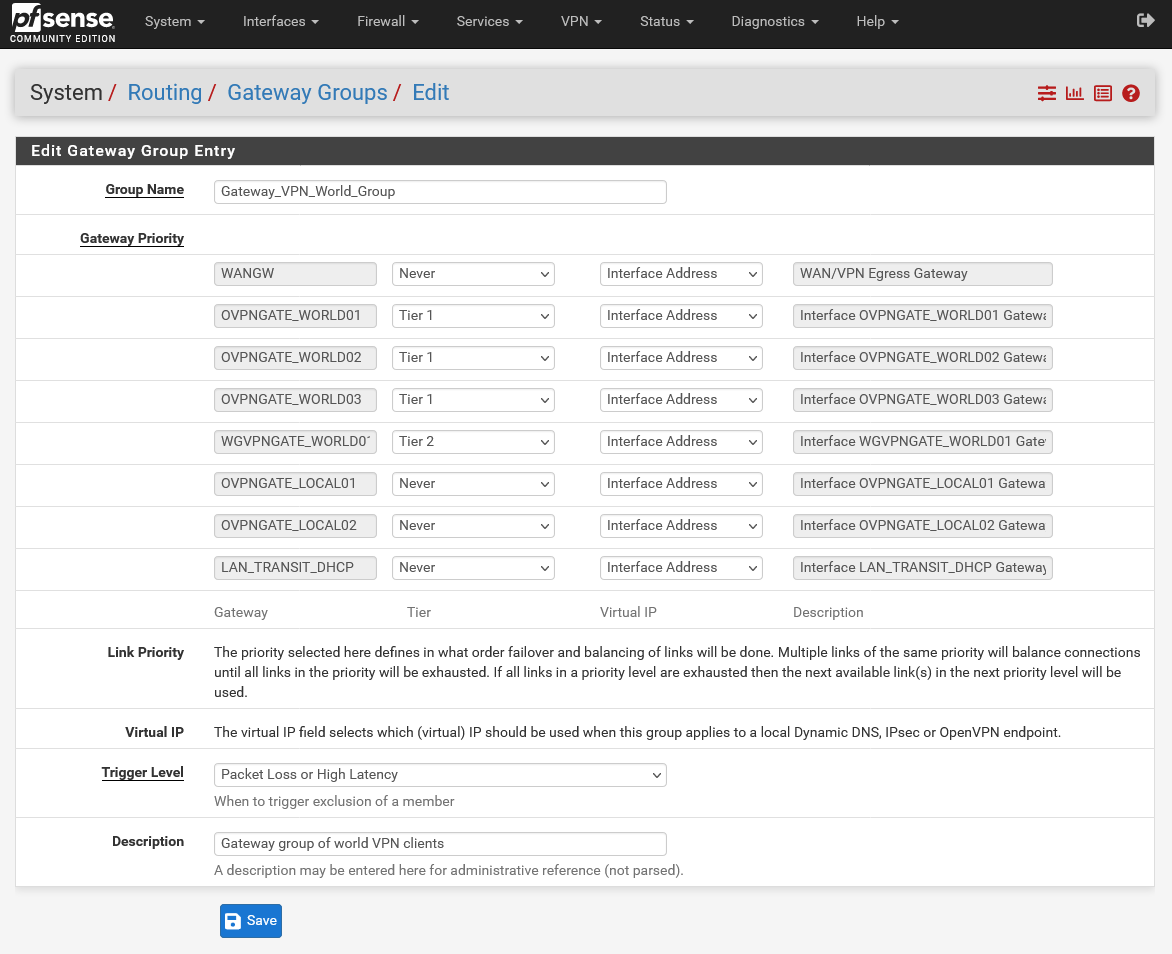 pfsense
COMMUNITY EDITION
System Interfaces Firewall Services VPN Status Diagnostics Help
System / Routing / Gateway Groups / Edit
Edit Gateway Group Entry
Group Name Gateway_VPN_World_Group
Gateway Priority
WANGW Never Interface Address WAN/VPN Egress Gateway
OVPNGATE_WORLD01 Tier 1 Interface Address Interface OVPNGATE_WORLD01 Gatewa
OVPNGATE_WORLD02 Tier 1 Interface Address Interface OVPNGATE_WORLD02 Gatewa
OVPNGATE_WORLD03 Tier 1 Interface Address Interface OVPNGATE_WORLD03 Gatewa
WGVPNGATE_WORLD01 Tier 2 Interface Address Interface WGVPNGATE_WORLD01 Gate
OVPNGATE_LOCAL01 Never Interface Address Interface OVPNGATE_LOCAL01 Gatewa
OVPNGATE_LOCAL02 Never Interface Address Interface OVPNGATE_LOCAL02 Gatewa
LAN_TRANSIT_DHCP Never Interface Address Interface LAN_TRANSIT_DHCP Gateway
Gateway Tier Virtual IP Description
Link Priority The priority selected here defines in what order failover and balancing of links will be done. Multiple links of the same priority will balance connections
until all links in the priority will be exhausted. If all links in a priority level are exhausted then the next available link(s) in the next priority level will be
used.
Virtual IP The virtual IP field selects which (virtual) IP should be used when this group applies to a local Dynamic DNS, IPsec or OpenVPN endpoint.
Trigger Level Packet Loss or High Latency
When to trigger exclusion of a member
Description Gateway group of world VPN clients
A description may be entered here for administrative reference (not parsed).
Save